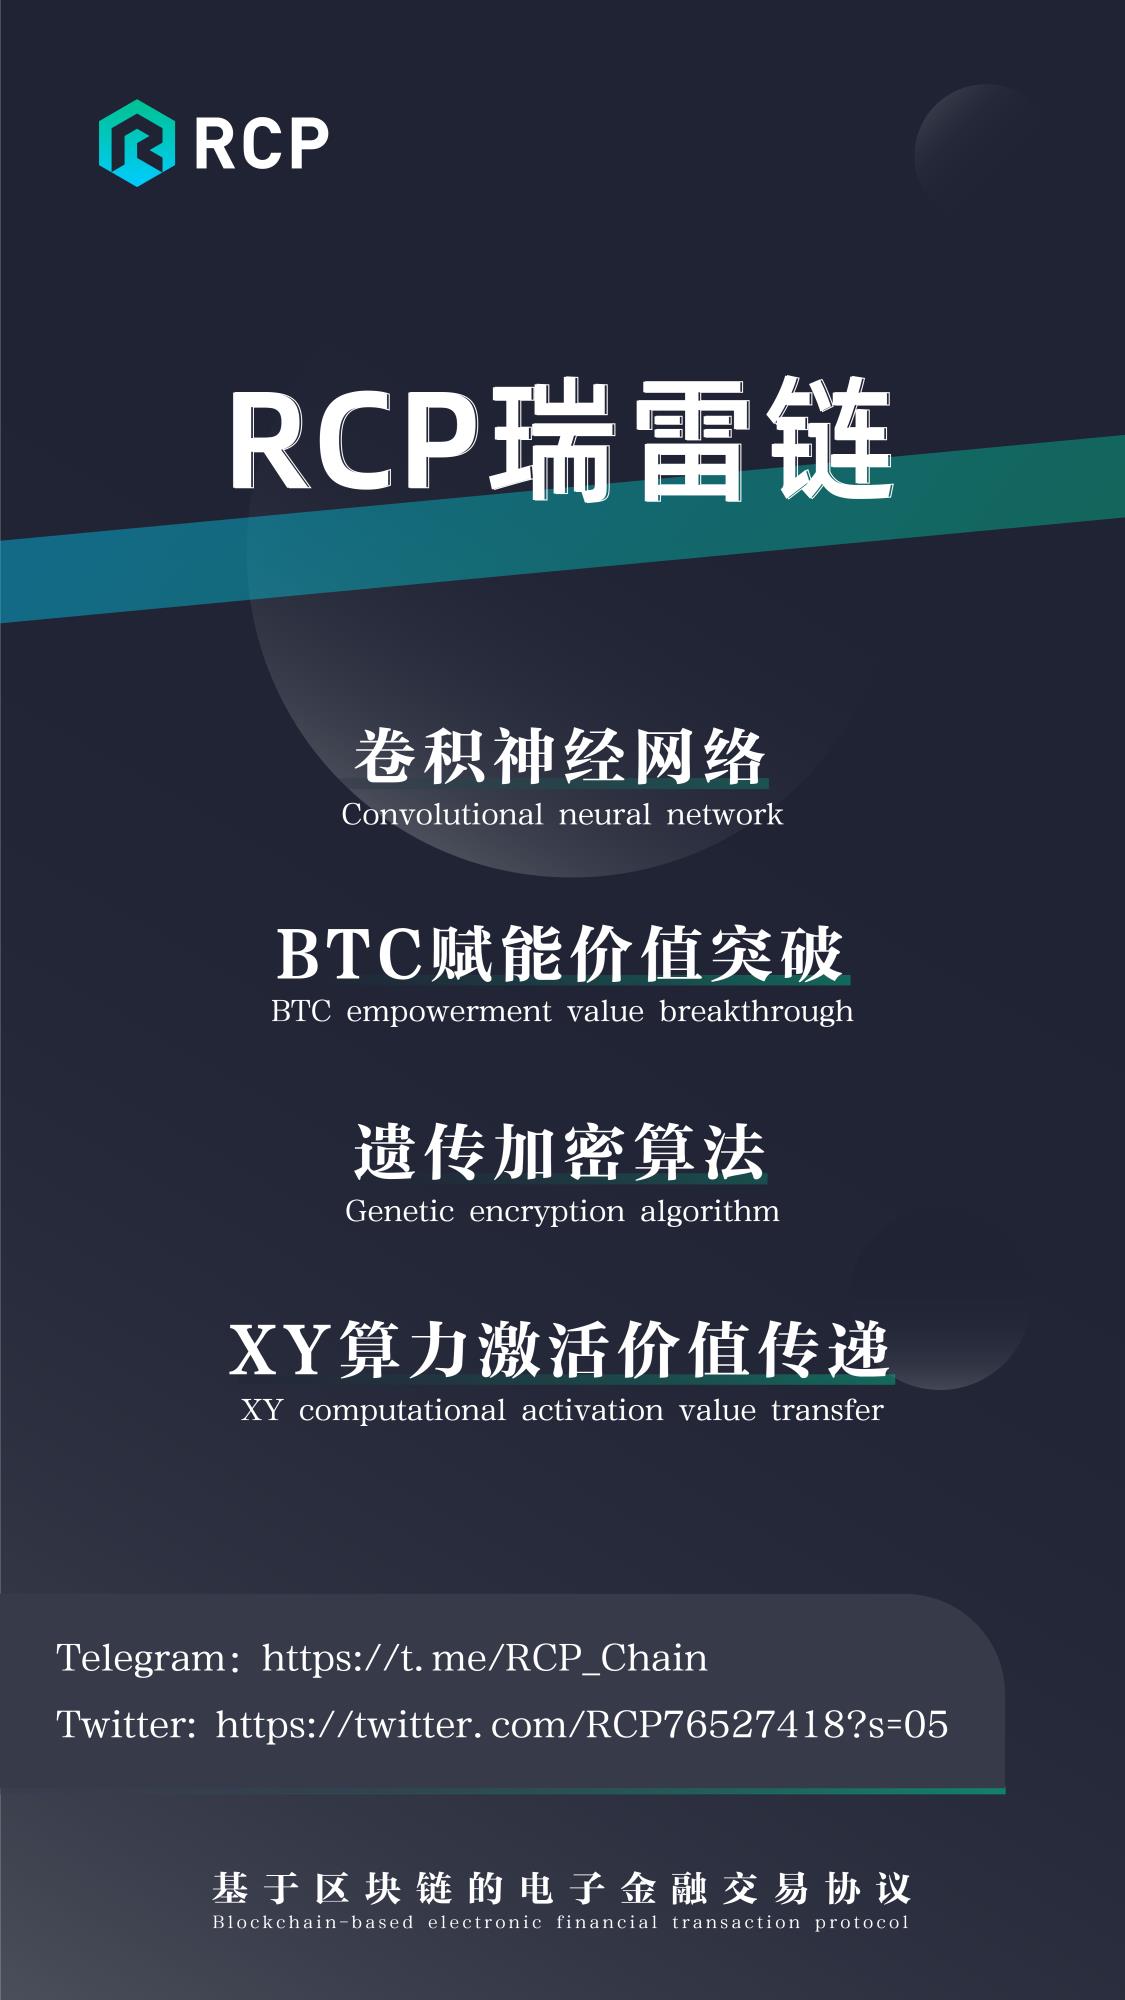 RCP
RCP瑞雷链
卷积神经网络
Convolutional neural network
BTC赋能价值突破
BTC empowerment value breakthrough
遗传加密算法
Genetic encryption algorithm
XY算力激活价值传递
XY computational activation value transfer
Telegram: https://t.me/RCP_Chain
Twitter: https://twitter.com/RCP76527418?s=05
基于区块链的电子金融交易协议
Blockchain-based electronic financial transaction protocol